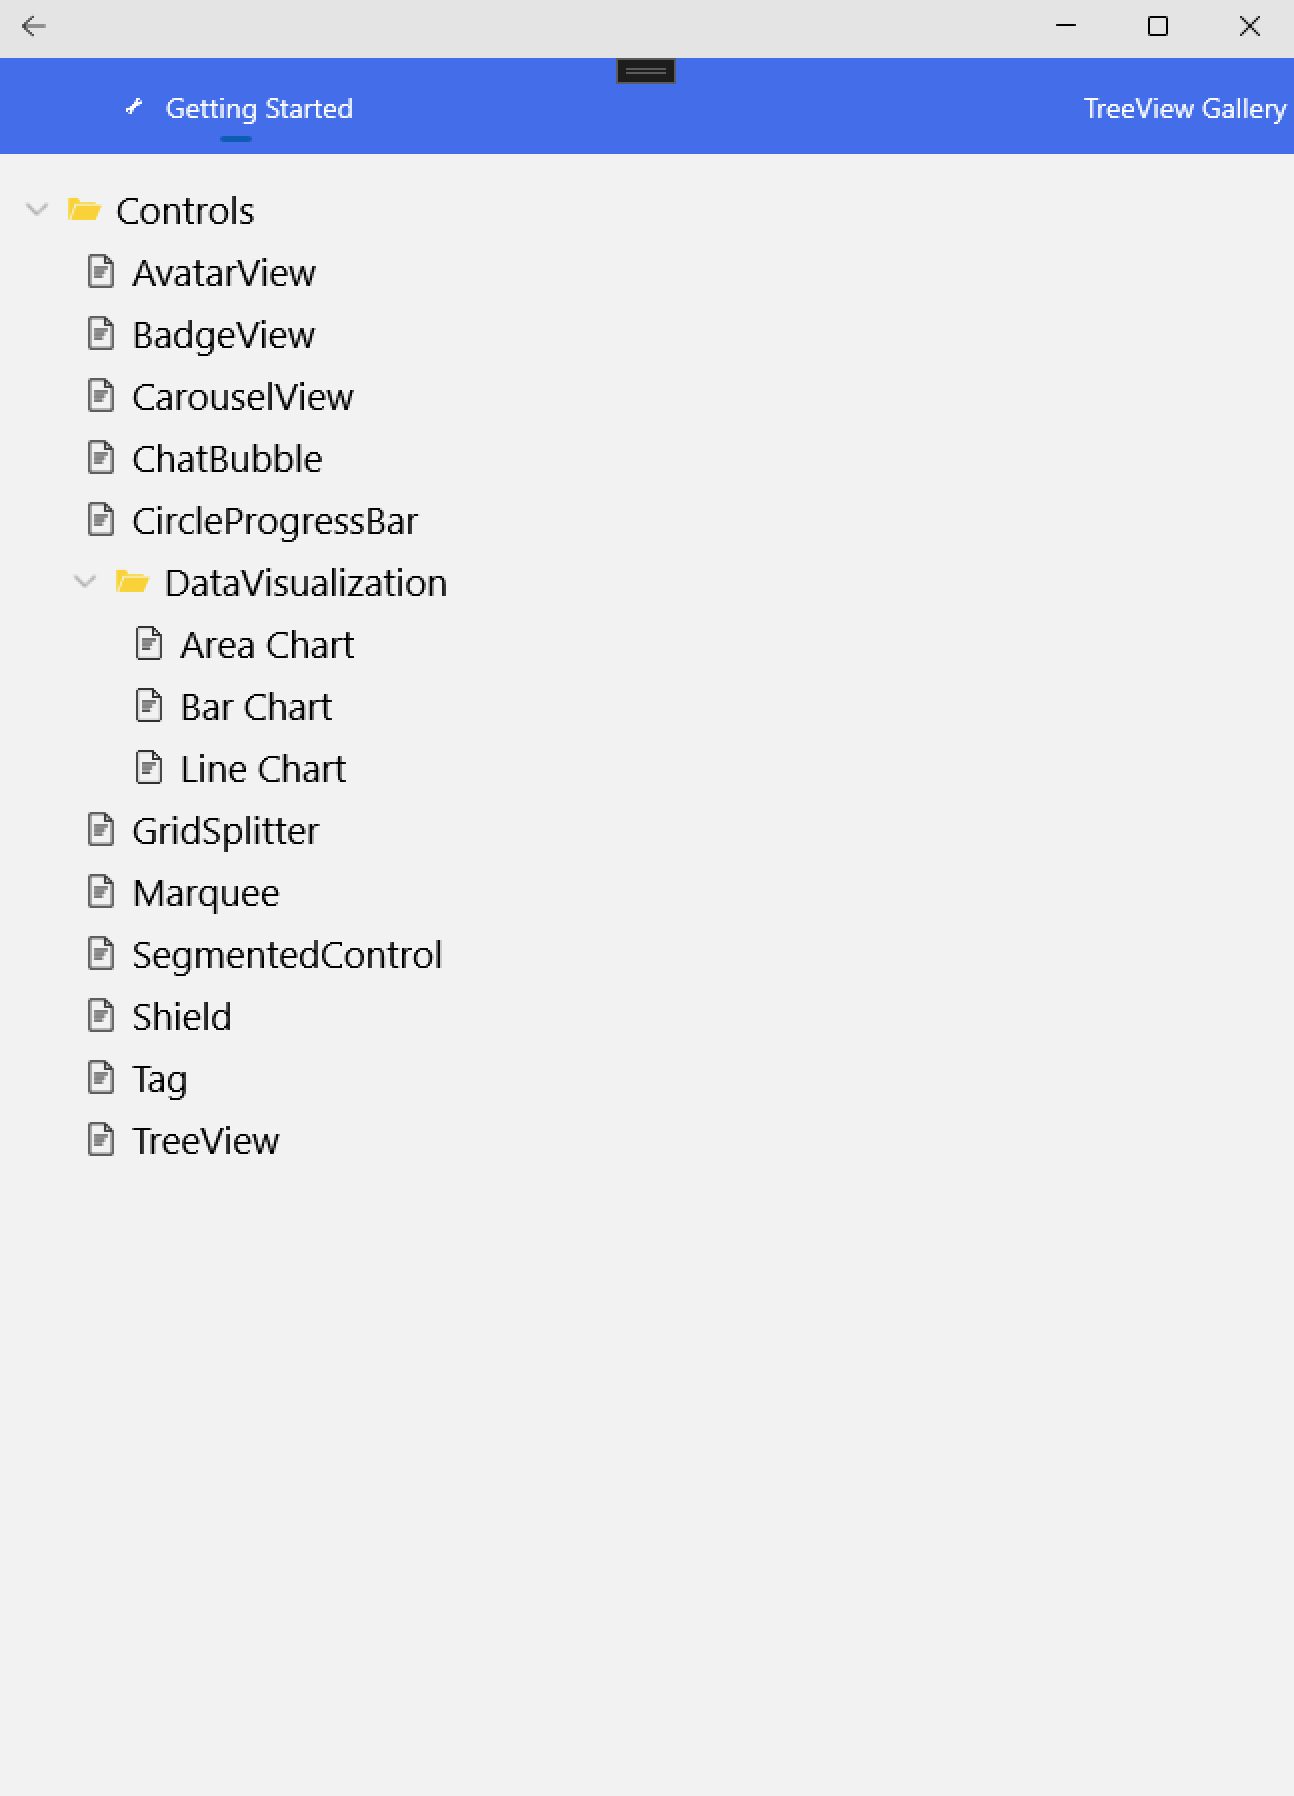 Getting Started
TreeView Gallery
Controls
AvatarView
BadgeView
CarouselView
ChatBubble
CircleProgressBar
DataVisualization
Area Chart
Bar Chart
Line Chart
GridSplitter
Marquee
SegmentedControl
Shield
Tag
TreeView